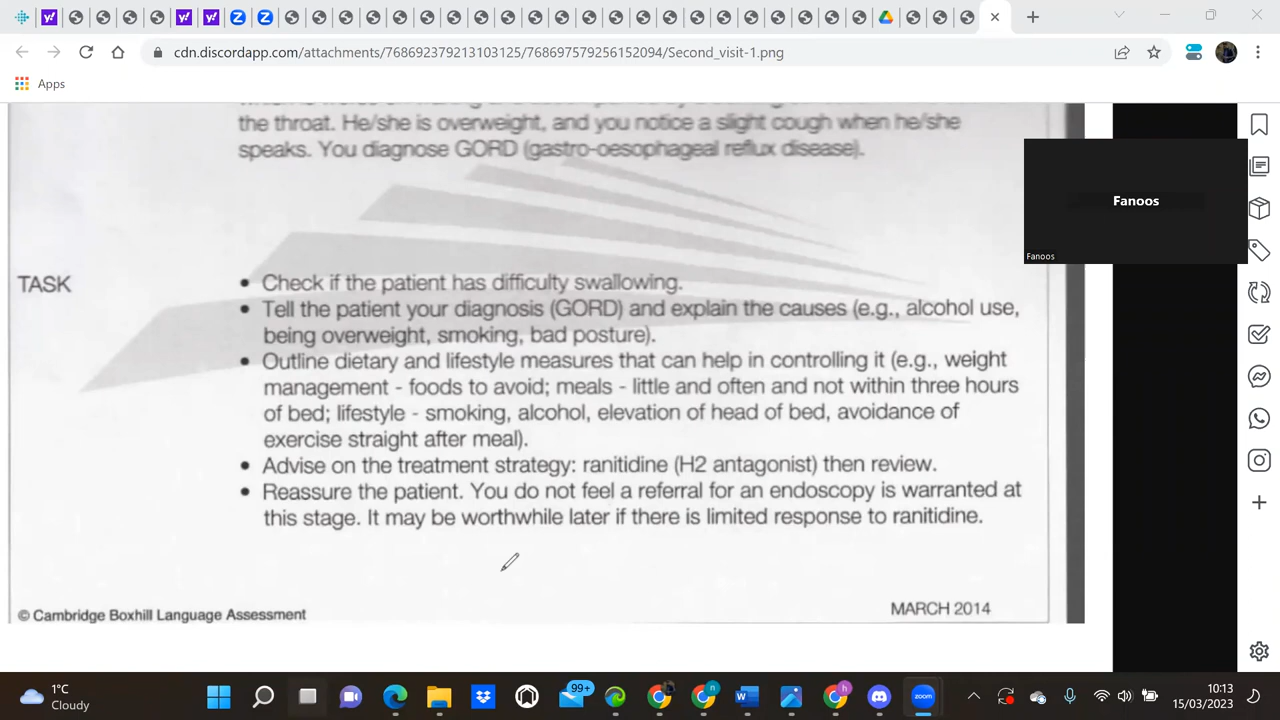 cdn.discordapp.com/attachments/768692379213103125/768697579256152094/Second_visit-1.png
Apps
the throat. He/she is overweight, and you notice a slight cough when he/she
speaks. You diagnose GORD (gastro-oesophageal reflux disease).
Fanoos
Fanoos
TASK
• Check if the patient has difficulty swallowing.
• Tell the patient your diagnosis (GORD) and explain the causes (e.g., alcohol use,
being overweight, smoking, bad posture).
• Outline dietary and lifestyle measures that can help in controlling it (e.g., weight
management - foods to avoid; meals - little and often and not within three hours
of bed; lifestyle - smoking, alcohol, elevation of head of bed, avoidance of
exercise straight after meal).
• Advise on the treatment strategy: ranitidine (H2 antagonist) then review.
• Reassure the patient. You do not feel a referral for an endoscopy is warranted at
this stage. It may be worthwhile later if there is limited response to ranitidine.
© Cambridge Boxhill Language Assessment
MARCH 2014
1°C
Cloudy
99+
zoom
10:13
15/03/2023